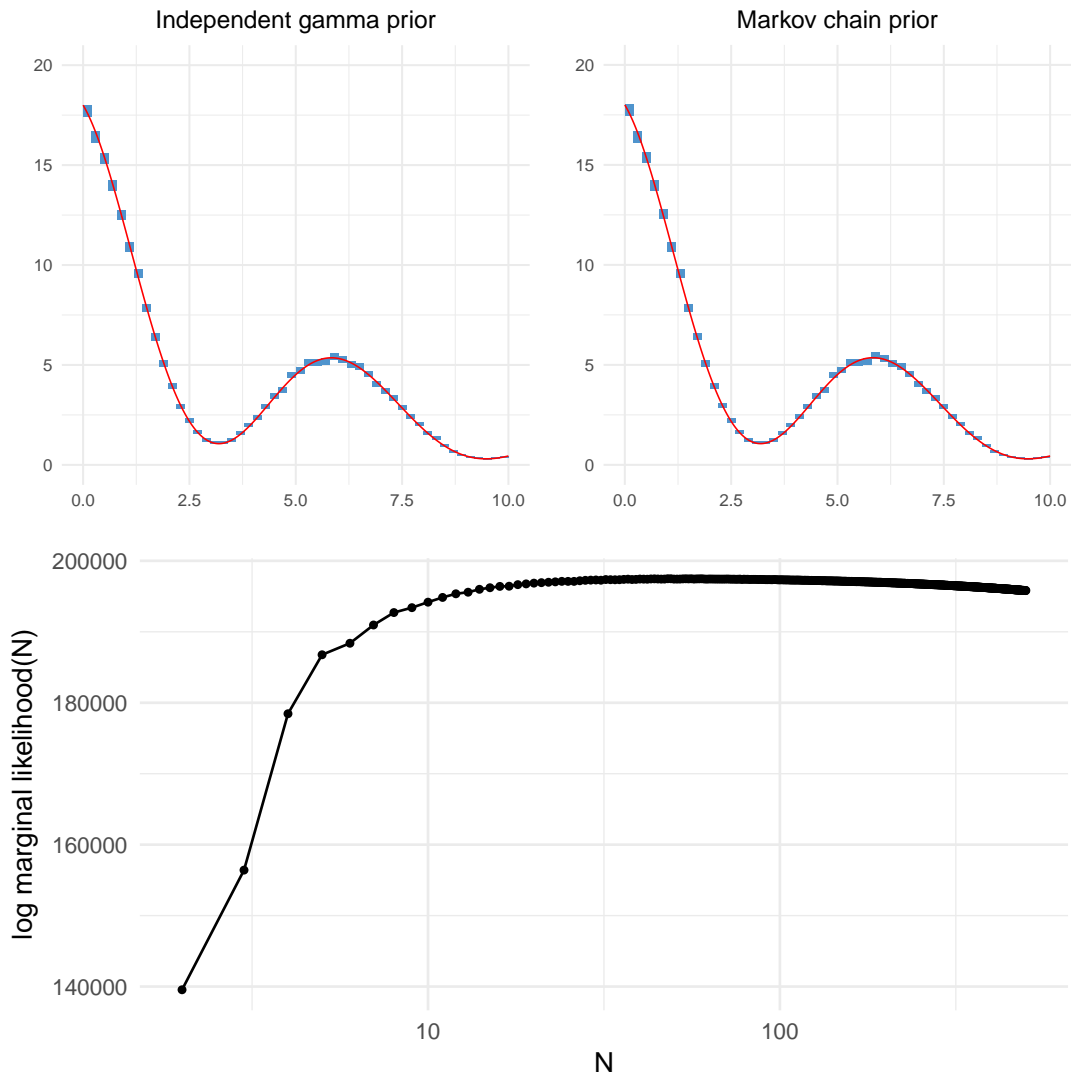 Independent gamma prior
Markov chain prior
20
15
10
5
0
0.0 2.5 5.0 7.5 10.0
20
15
10
5
0
0.0 2.5 5.0 7.5 10.0
200000
180000
160000
140000
log marginal likelihood(N)
10 100
N